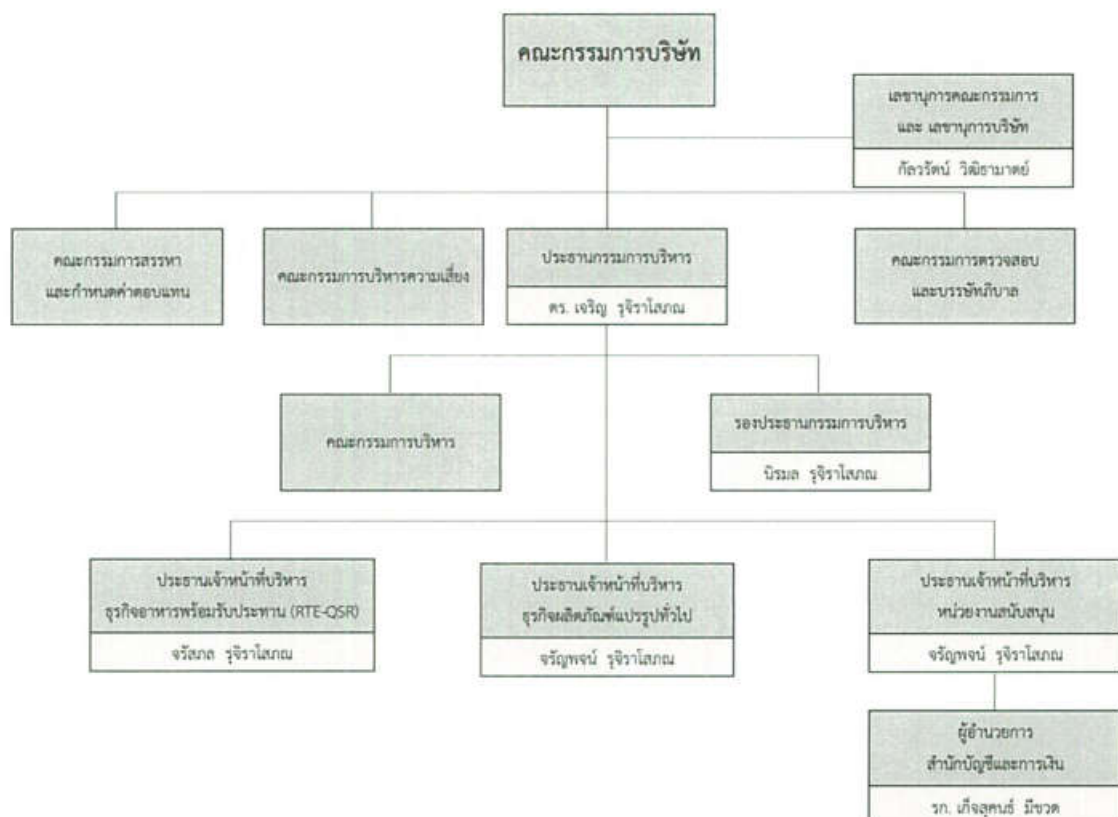 คณะกรรมการบริษัท
เลขานุการคณะกรรมการ
และ เลขานุการบริษัท
กัลวรัตน์ วิฒิธามาตย์
คณะกรรมการสรรหา
และกำหนดค่าตอบแทน
คณะกรรมการบริหารความเสี่ยง
ประธานกรรมการบริหาร
ดร. เจริญ รุจิราโสภณ
คณะกรรมการตรวจสอบ
และบรรษัทภิบาล
คณะกรรมการบริหาร
รองประธานกรรมการบริหาร
นิรมล รุจิราโสภณ
ประธานเจ้าหน้าที่บริหาร
ธุรกิจอาหารพร้อมรับประทาน (RTE-QSR)
จรัสภล รุจิราโสภณ
ประธานเจ้าหน้าที่บริหาร
ธุรกิจผลิตภัณฑ์แปรรูปทั่วไป
จรัญพจน์ รุจิราโสภณ
ประธานเจ้าหน้าที่บริหาร
หน่วยงานสนับสนุน
จรัญพจน์ รุจิราโสภณ
ผู้อำนวยการ
สำนักบัญชีและการเงิน
รก. เก็จสุคนธ์ มีขวด